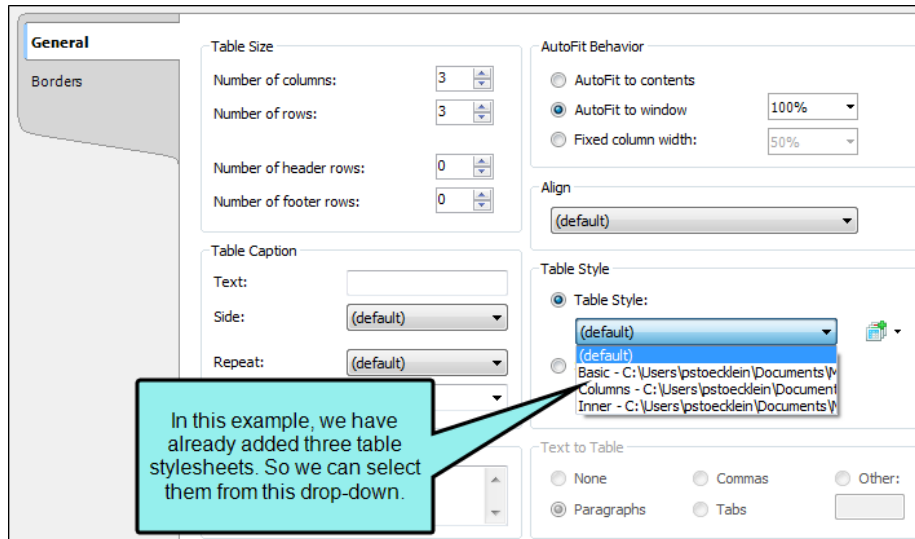 General
Borders
Table Size
Number of columns: 3
Number of rows: 3
Number of header rows: 0
Number of footer rows: 0
Table Caption
Text:
Side: (default)
Repeat: (default)
AutoFit Behavior
AutoFit to contents
AutoFit to window 100%
Fixed column width: 50%
Align
(default)
Table Style
Table Style:
(default)
(default)
Basic - C:\Users\pstoecklein\Documents\M
Columns - C:\Users\pstoecklein\Document
Inner - C:\Users\pstoecklein\Documents\M
In this example, we have
already added three table
stylesheets. So we can select
them from this drop-down.
Text to Table
None Commas Other:
Paragraphs Tabs